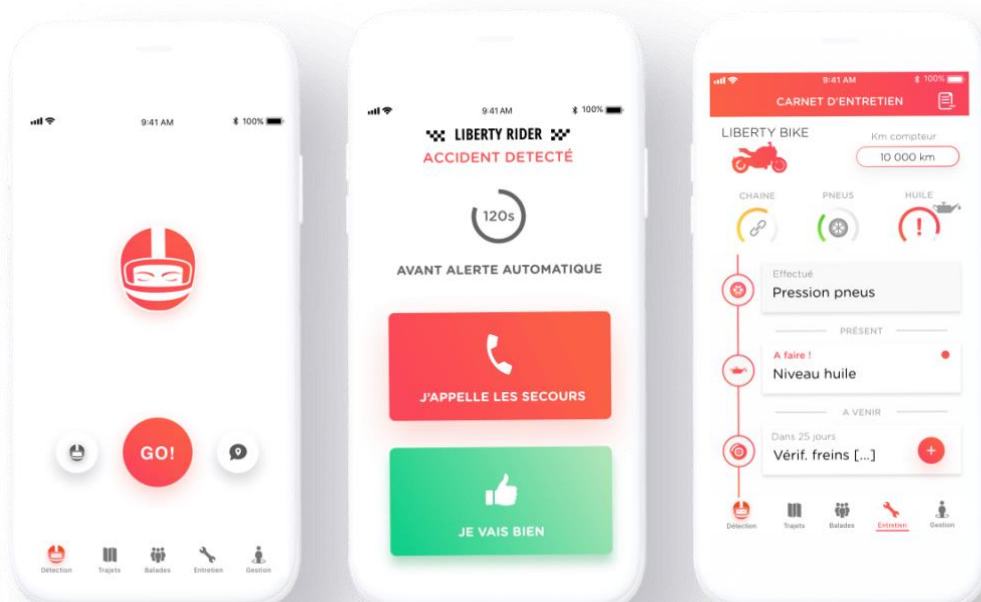 9:41 AM
100%
GO!
Détection
Trajets
Balades
Entretien
Gestion
9:41 AM
100%
LIBERTY RIDER
ACCIDENT DETECTÉ
120s
AVANT ALERTE AUTOMATIQUE
J'APPELLE LES SECOURS
JE VAIS BIEN
9:41 AM
100%
CARNET D'ENTRETIEN
LIBERTY BIKE
Km compteur
10 000 km
CHAINE
PNEUS
HUILE
!
Effectué
Pression pneus
PRÉSENT
A faire !
Niveau huile
A VENIR
Dans 25 jours
Vérif. freins [...]
+
Détection
Trajets
Balades
Entretien
Gestion